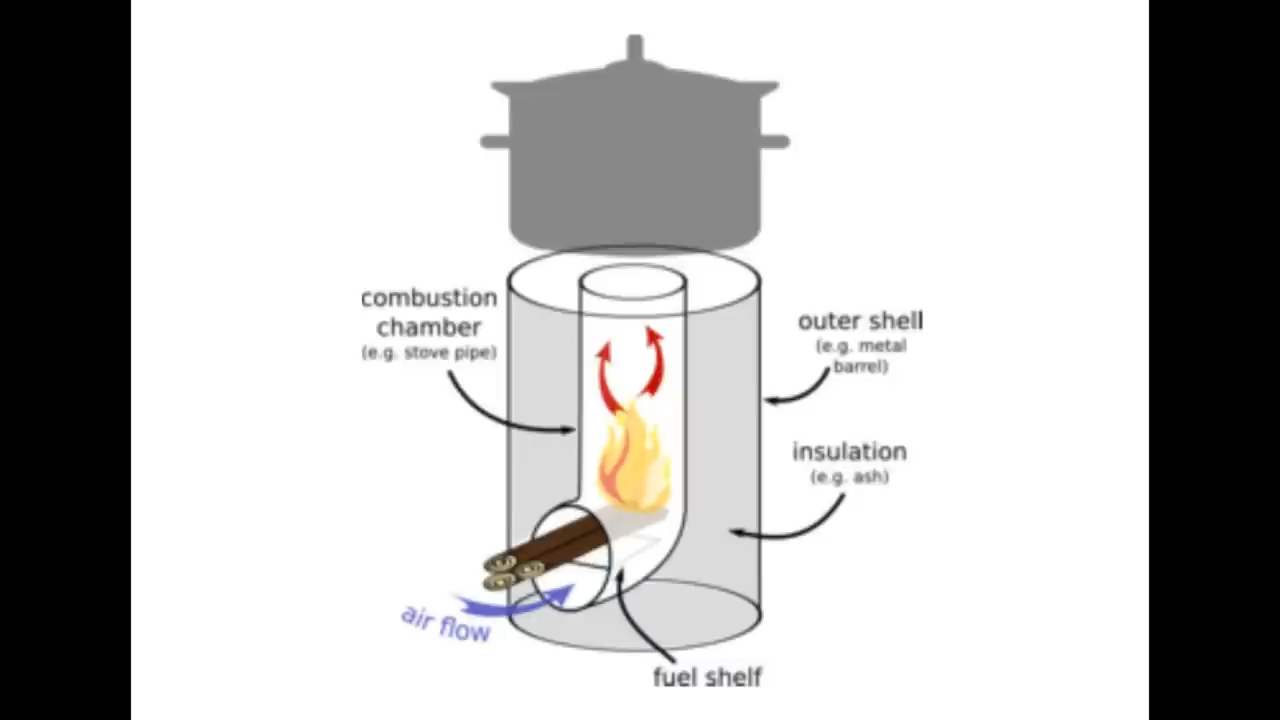 combustion
chamber
(e.g. stove pipe)
outer shell
(e.g. metal
barrel)
insulation
(e.g. ash)
air flow
fuel shelf